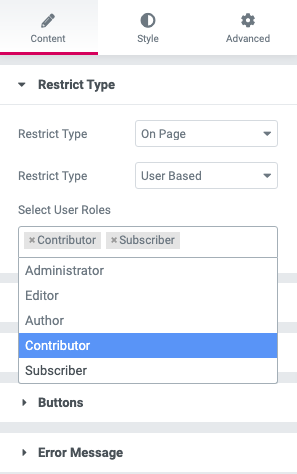 Content Style Advanced
Restrict Type
Restrict Type On Page
Restrict Type User Based
Select User Roles
×Contributor ×Subscriber
Administrator
Editor
Author
Contributor
Subscriber
Buttons
Error Message